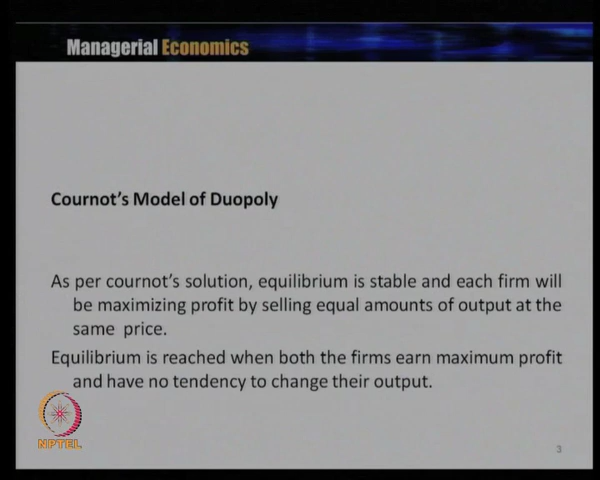 Managerial Economics
Cournot's Model of Duopoly
As per cournot's solution, equilibrium is stable and each firm will
be maximizing profit by selling equal amounts of output at the
same price.
Equilibrium is reached when both the firms earn maximum profit
and have no tendency to change their output.
NPTEL
3